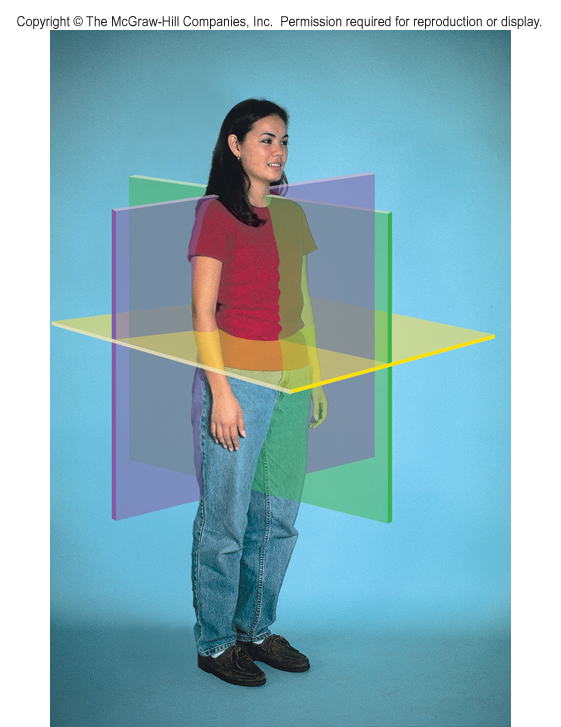 Copyright © The McGraw-Hill Companies, Inc.  Permission required for reproduction or display.